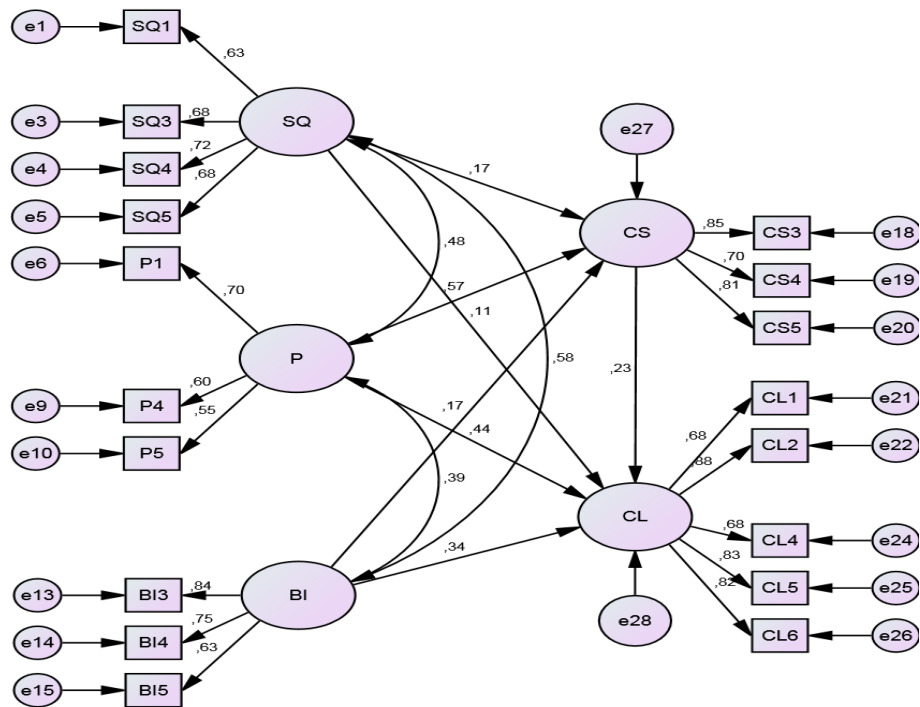 e1
SQ1
,63
e3
SQ3
,68
SQ
e4
SQ4
,72
e5
SQ5
,68
e6
P1
,70
P
e9
P4
,60
e10
P5
,55
e13
BI3
,84
BI
e14
BI4
,75
e15
BI5
,63
,17
,48
,57
,11
,58
,17
,44
,39
,34
,23
e27
CS
,85
CS3
e18
,70
CS4
e19
,81
CS5
e20
CL
,68
CL1
e21
,88
CL2
e22
,68
CL4
e24
,83
CL5
e25
,82
CL6
e26
e28